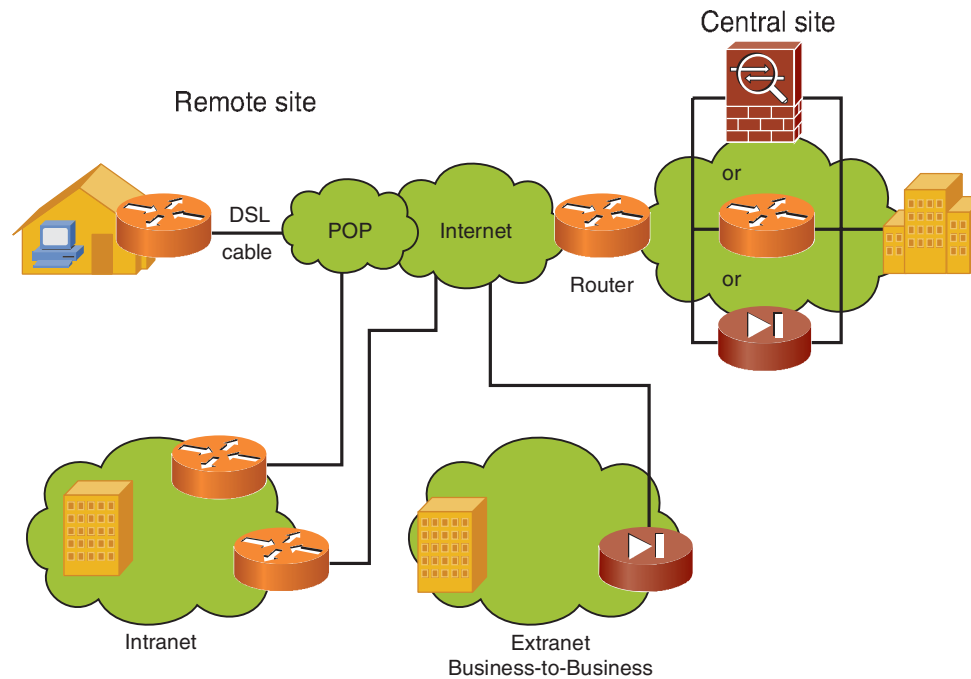 Central site
Remote site
or
DSL
cable
POP
Internet
Router
or
Intranet
Extranet
Business-to-Business